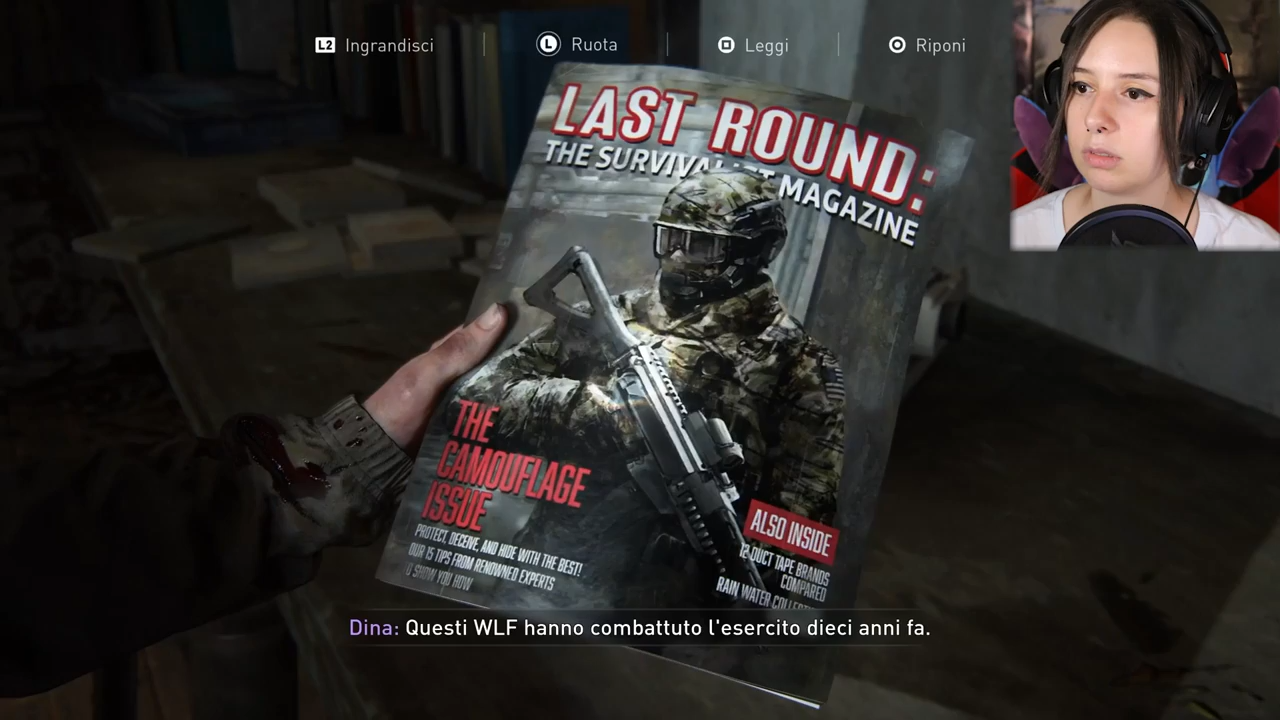 L2 Ingrandisci
L Ruota
Leggi
Riponi
LAST ROUND:
THE SURVIVALIST MAGAZINE
THE
CAMOUFLAGE
ISSUE
PROTECT, DECEIVE, AND HIDE WITH THE BEST!
OUR 15 TIPS FROM RENOWNED EXPERTS
SHOW YOU HOW
ALSO INSIDE
12 DUCT TAPE BRANDS
COMPARED
RAIN WATER
Dina: Questi WLF hanno combattuto l'esercito dieci anni fa.